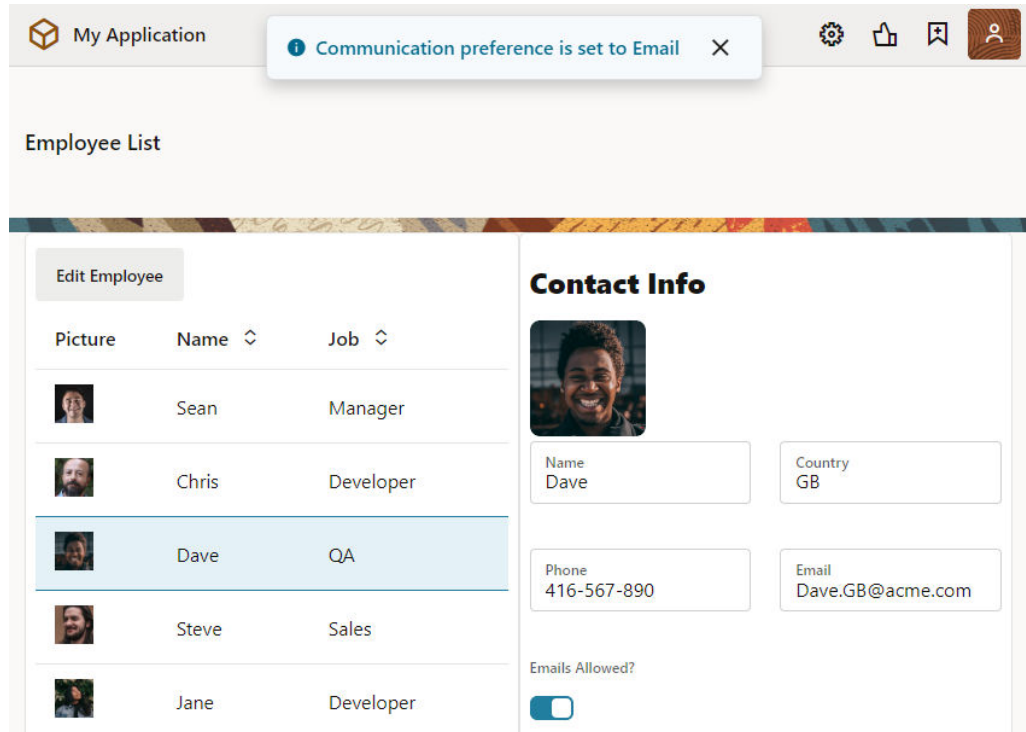 My Application
Communication preference is set to Email
Employee List
Edit Employee
Picture Name Job
Sean Manager
Chris Developer
Dave QA
Steve Sales
Jane Developer
Contact Info
Name
Dave
Country
GB
Phone
416-567-890
Email
Dave.GB@acme.com
Emails Allowed?